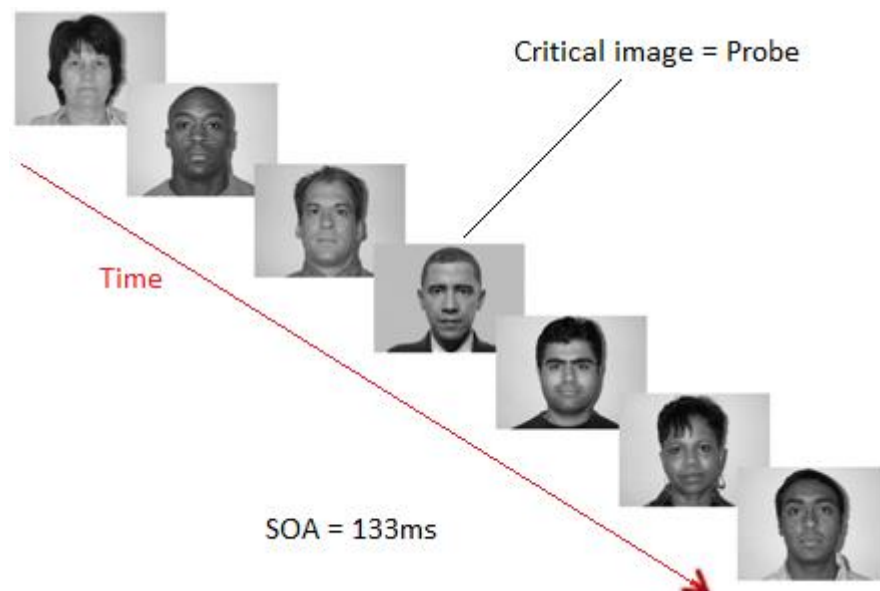 Critical image = Probe
Time
SOA = 133ms